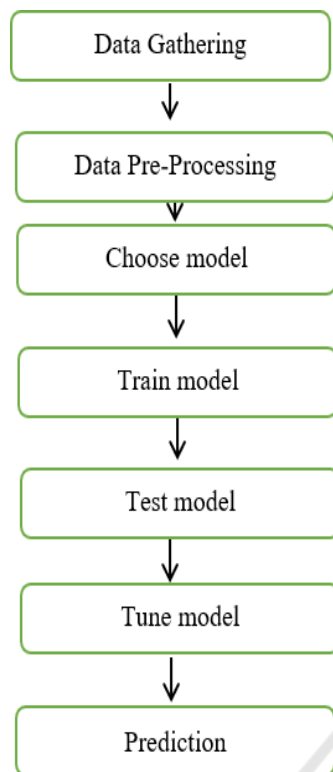 Data Gathering
Data Pre-Processing
Choose model
Train model
Test model
Tune model
Prediction